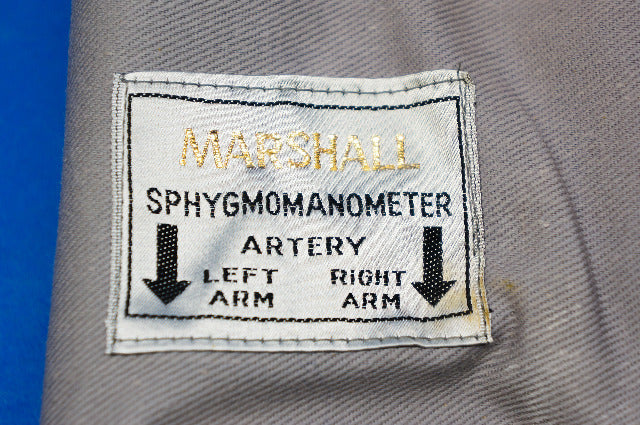 MARSHALL
SPHYGMOMANOMETER
ARTERY
LEFT RIGHT
ARM ARM